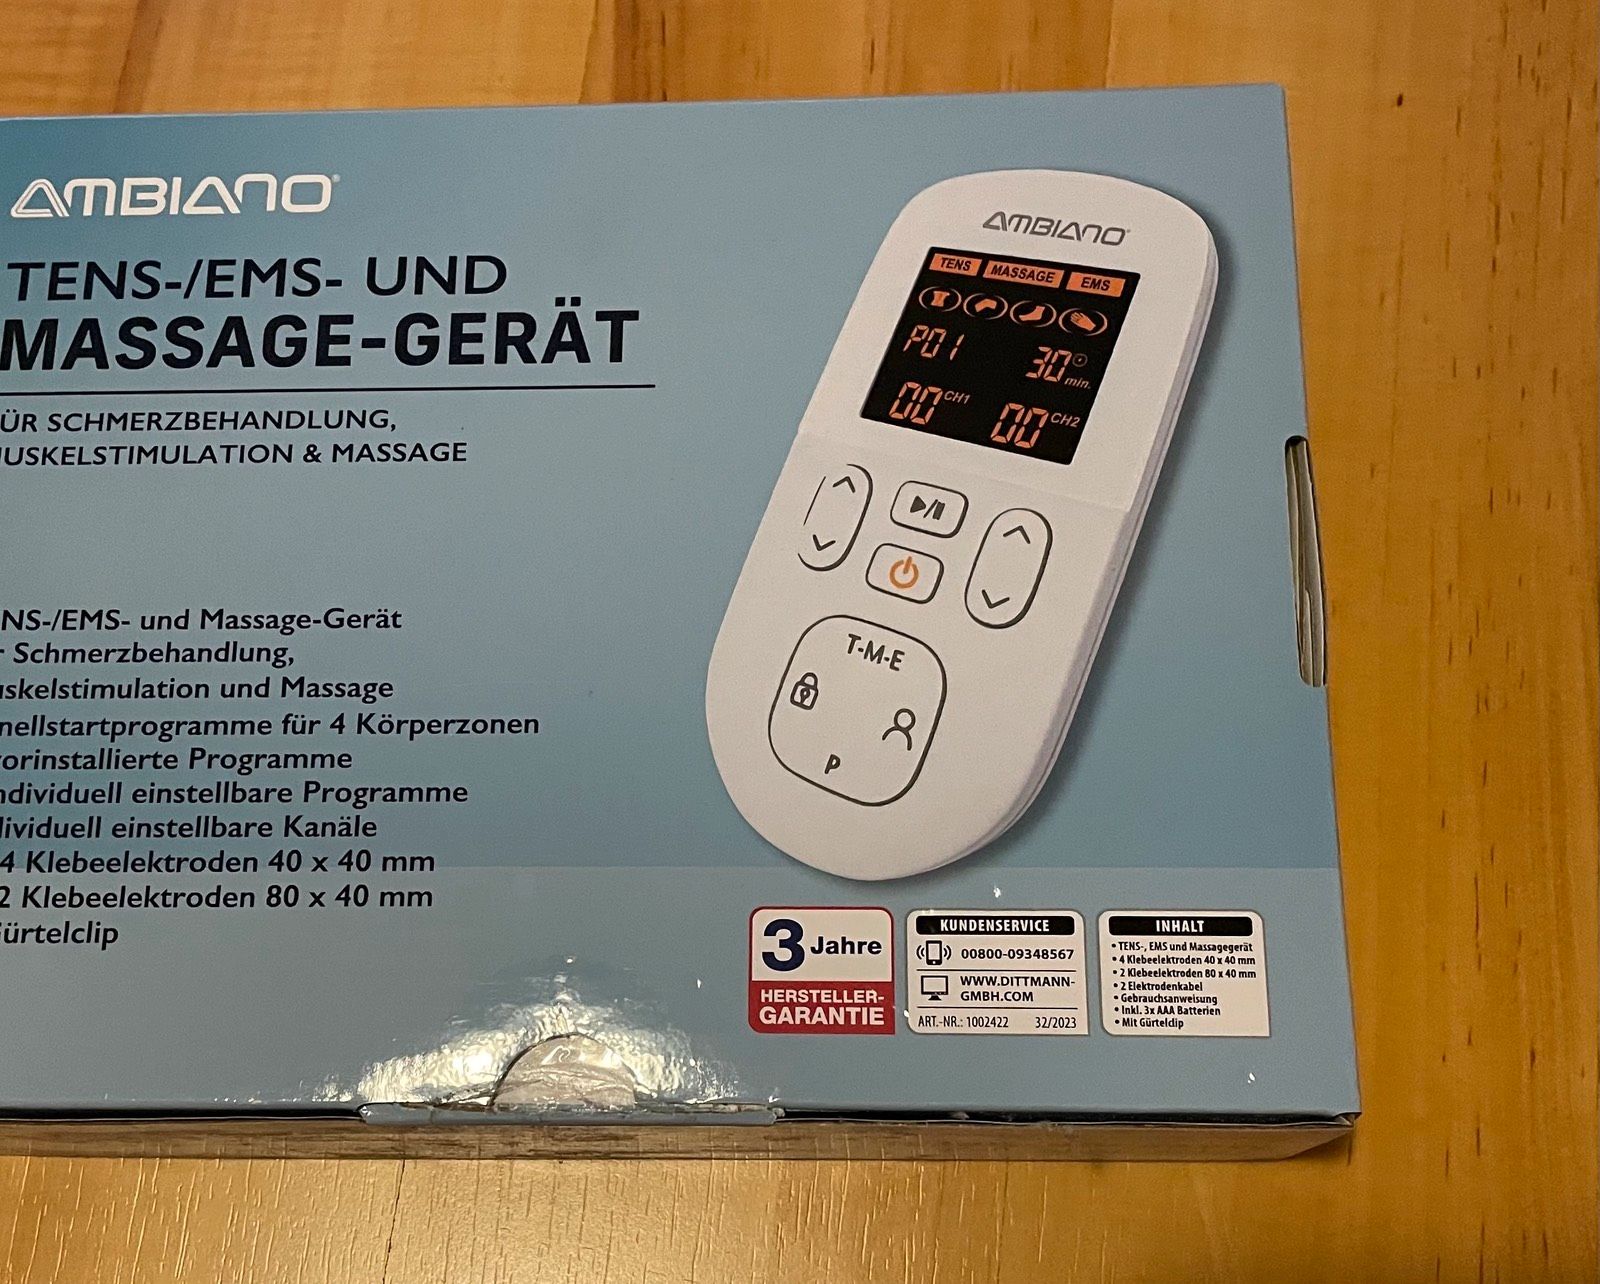 AMBIANO
TENS-/EMS- UND
MASSAGE-GERÄT
ÜR SCHMERZBEHANDLUNG,
USKELSTIMULATION & MASSAGE
NS-/EMS- und Massage-Gerät
r Schmerzbehandlung,
uskelstimulation und Massage
nellstartprogramme für 4 Körperzonen
vorinstallierte Programme
ndividuell einstellbare Programme
dividuell einstellbare Kanäle
4 Klebeelektroden 40 x 40 mm
2 Klebeelektroden 80 x 40 mm
Gürtelclip
AMBIANO
TENS MASSAGE EMS
P01 30 min.
00 CH1 00 CH2
T-M-E
P
3 Jahre
HERSTELLER-
GARANTIE
KUNDENSERVICE
00800-09348567
WWW.DITTMANN-
GMBH.COM
ART.-NR.: 1002422 32/2023
INHALT
• TENS-, EMS und Massagegerät
• 4 Klebeelektroden 40 x 40 mm
• 2 Klebeelektroden 80 x 40 mm
• 2 Elektrodenkabel
• Gebrauchsanweisung
• Inkl. 3x AAA Batterien
• Mit Gürtelclip